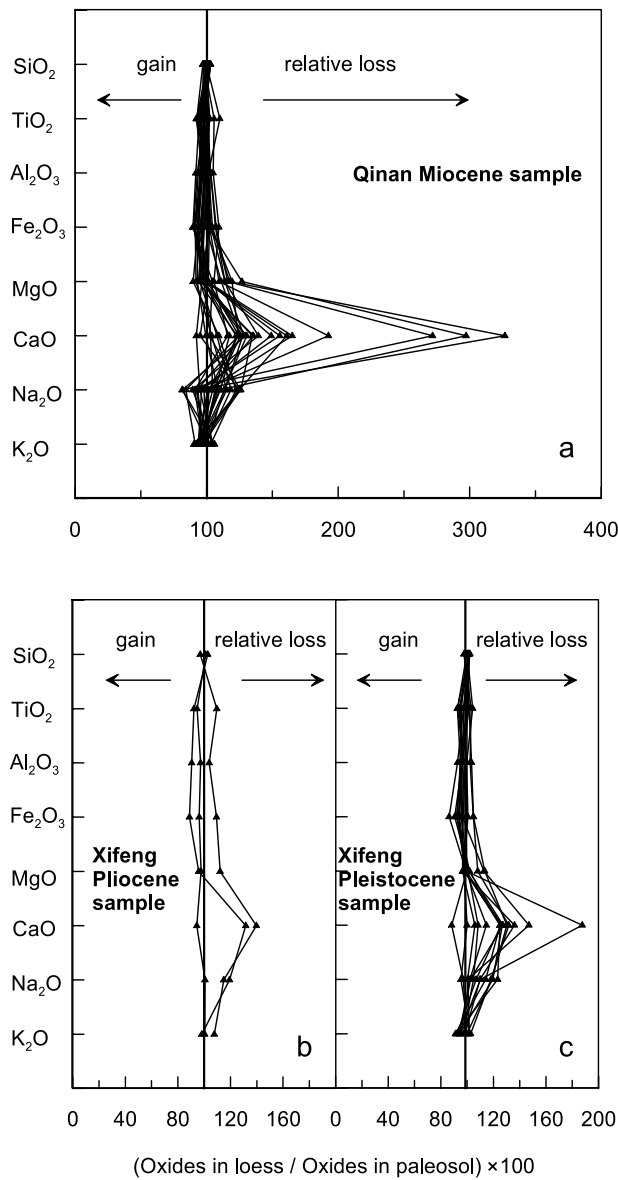 SiO₂
gain
relative loss
TiO₂
Al₂O₃
Qinan Miocene sample
Fe₂O₃
MgO
CaO
Na₂O
K₂O
a
0 100 200 300 400
SiO₂
gain
relative loss
gain
relative loss
TiO₂
Al₂O₃
Fe₂O₃
Xifeng
Pliocene
sample
Xifeng
Pleistocene
sample
MgO
CaO
Na₂O
K₂O
b
c
0 40 80 120 160 0 40 80 120 160 200
(Oxides in loess / Oxides in paleosol) ×100